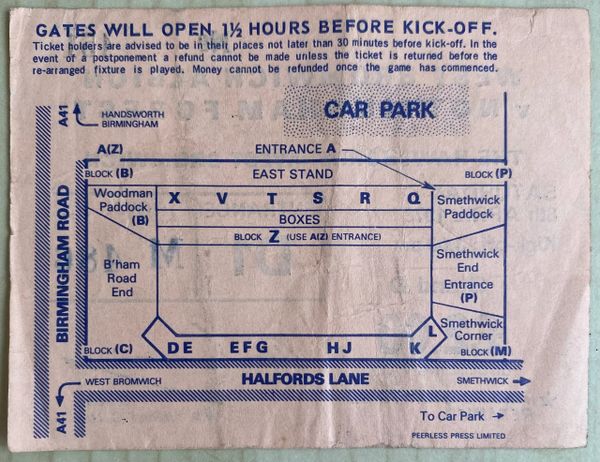 GATES WILL OPEN 1½ HOURS BEFORE KICK-OFF.
Ticket holders are advised to be in their places not later than 30 minutes before kick-off. In the
event of a postponement a refund cannot be made unless the ticket is returned before the
re-arranged fixture is played. Money cannot be refunded once the game has commenced.
A41
HANDSWORTH
BIRMINGHAM
CAR PARK
A(Z)
ENTRANCE A
BLOCK (B)
EAST STAND
BLOCK (P)
Woodman
Paddock
(B)
X V T S R Q
Smethwick
Paddock
BOXES
BLOCK Z (USE A(Z) ENTRANCE)
BIRMINGHAM ROAD
B'ham
Road
End
Smethwick
End
Entrance
(P)
Smethwick
Corner
L
BLOCK (C)
DE EFG HJ K
BLOCK (M)
A41
WEST BROMWICH
HALFORDS LANE
SMETHWICK
To Car Park
PEERLESS PRESS LIMITED